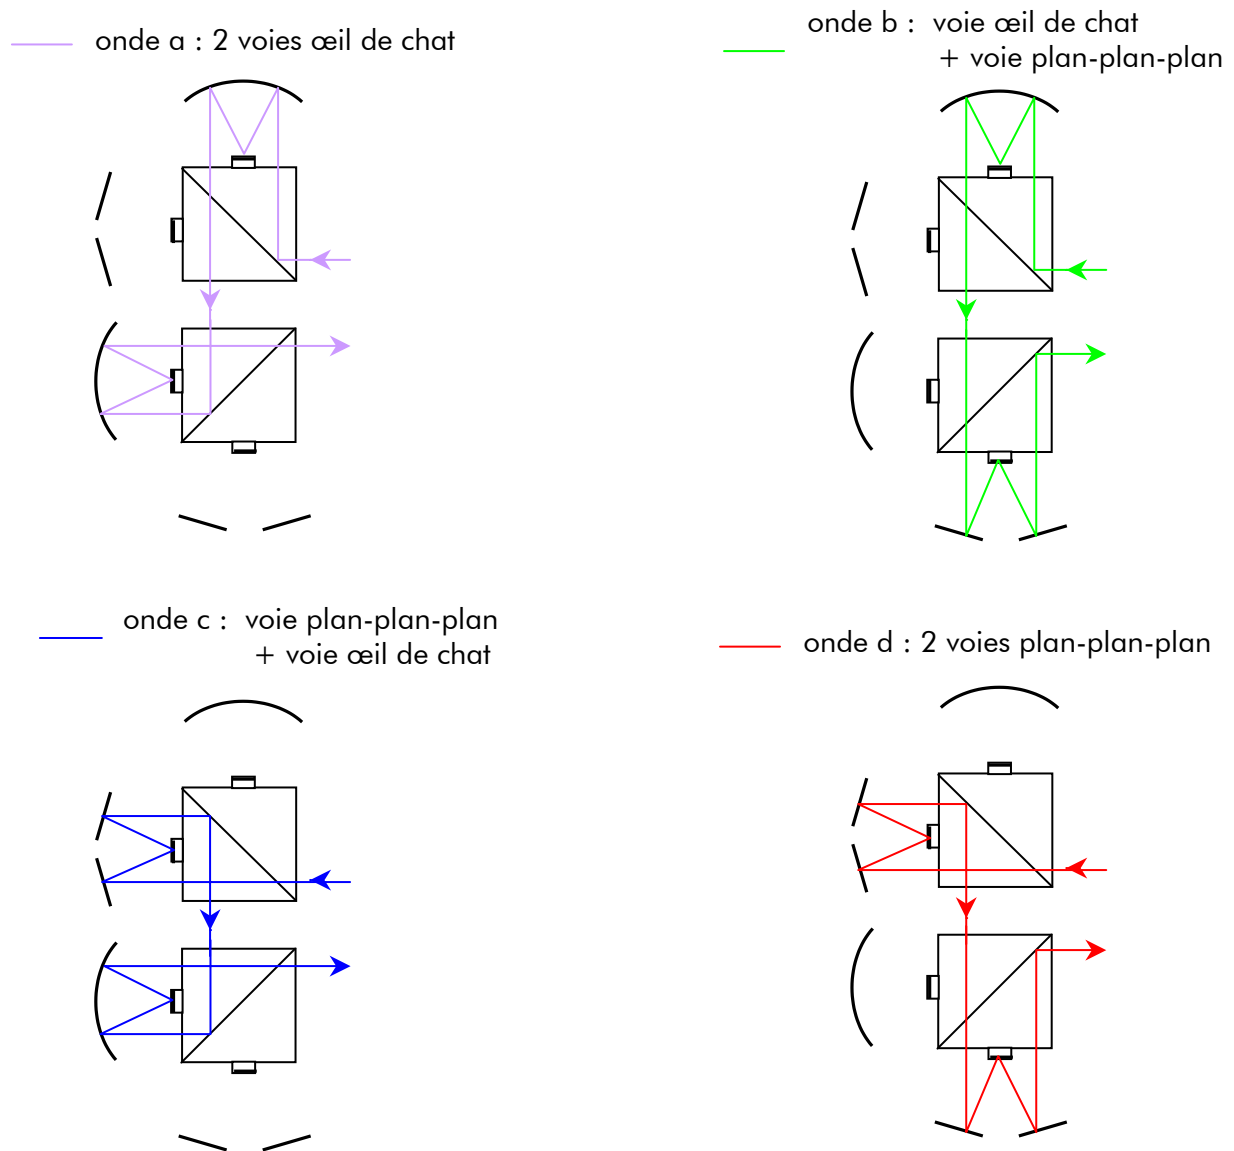 onde a : 2 voies œil de chat
onde b : voie œil de chat
+ voie plan-plan-plan
onde c : voie plan-plan-plan
+ voie œil de chat
onde d : 2 voies plan-plan-plan